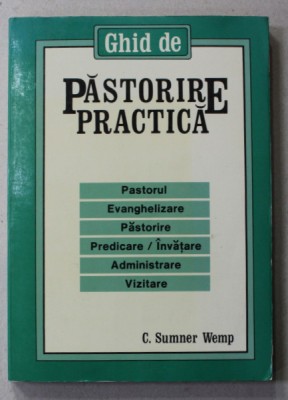 Ghid de
PĂSTORIRE
PRACTICĂ
Pastorul
Evanghelizare
Păstorire
Predicare / Învățare
Administrare
Vizitare
C. Sumner Wemp